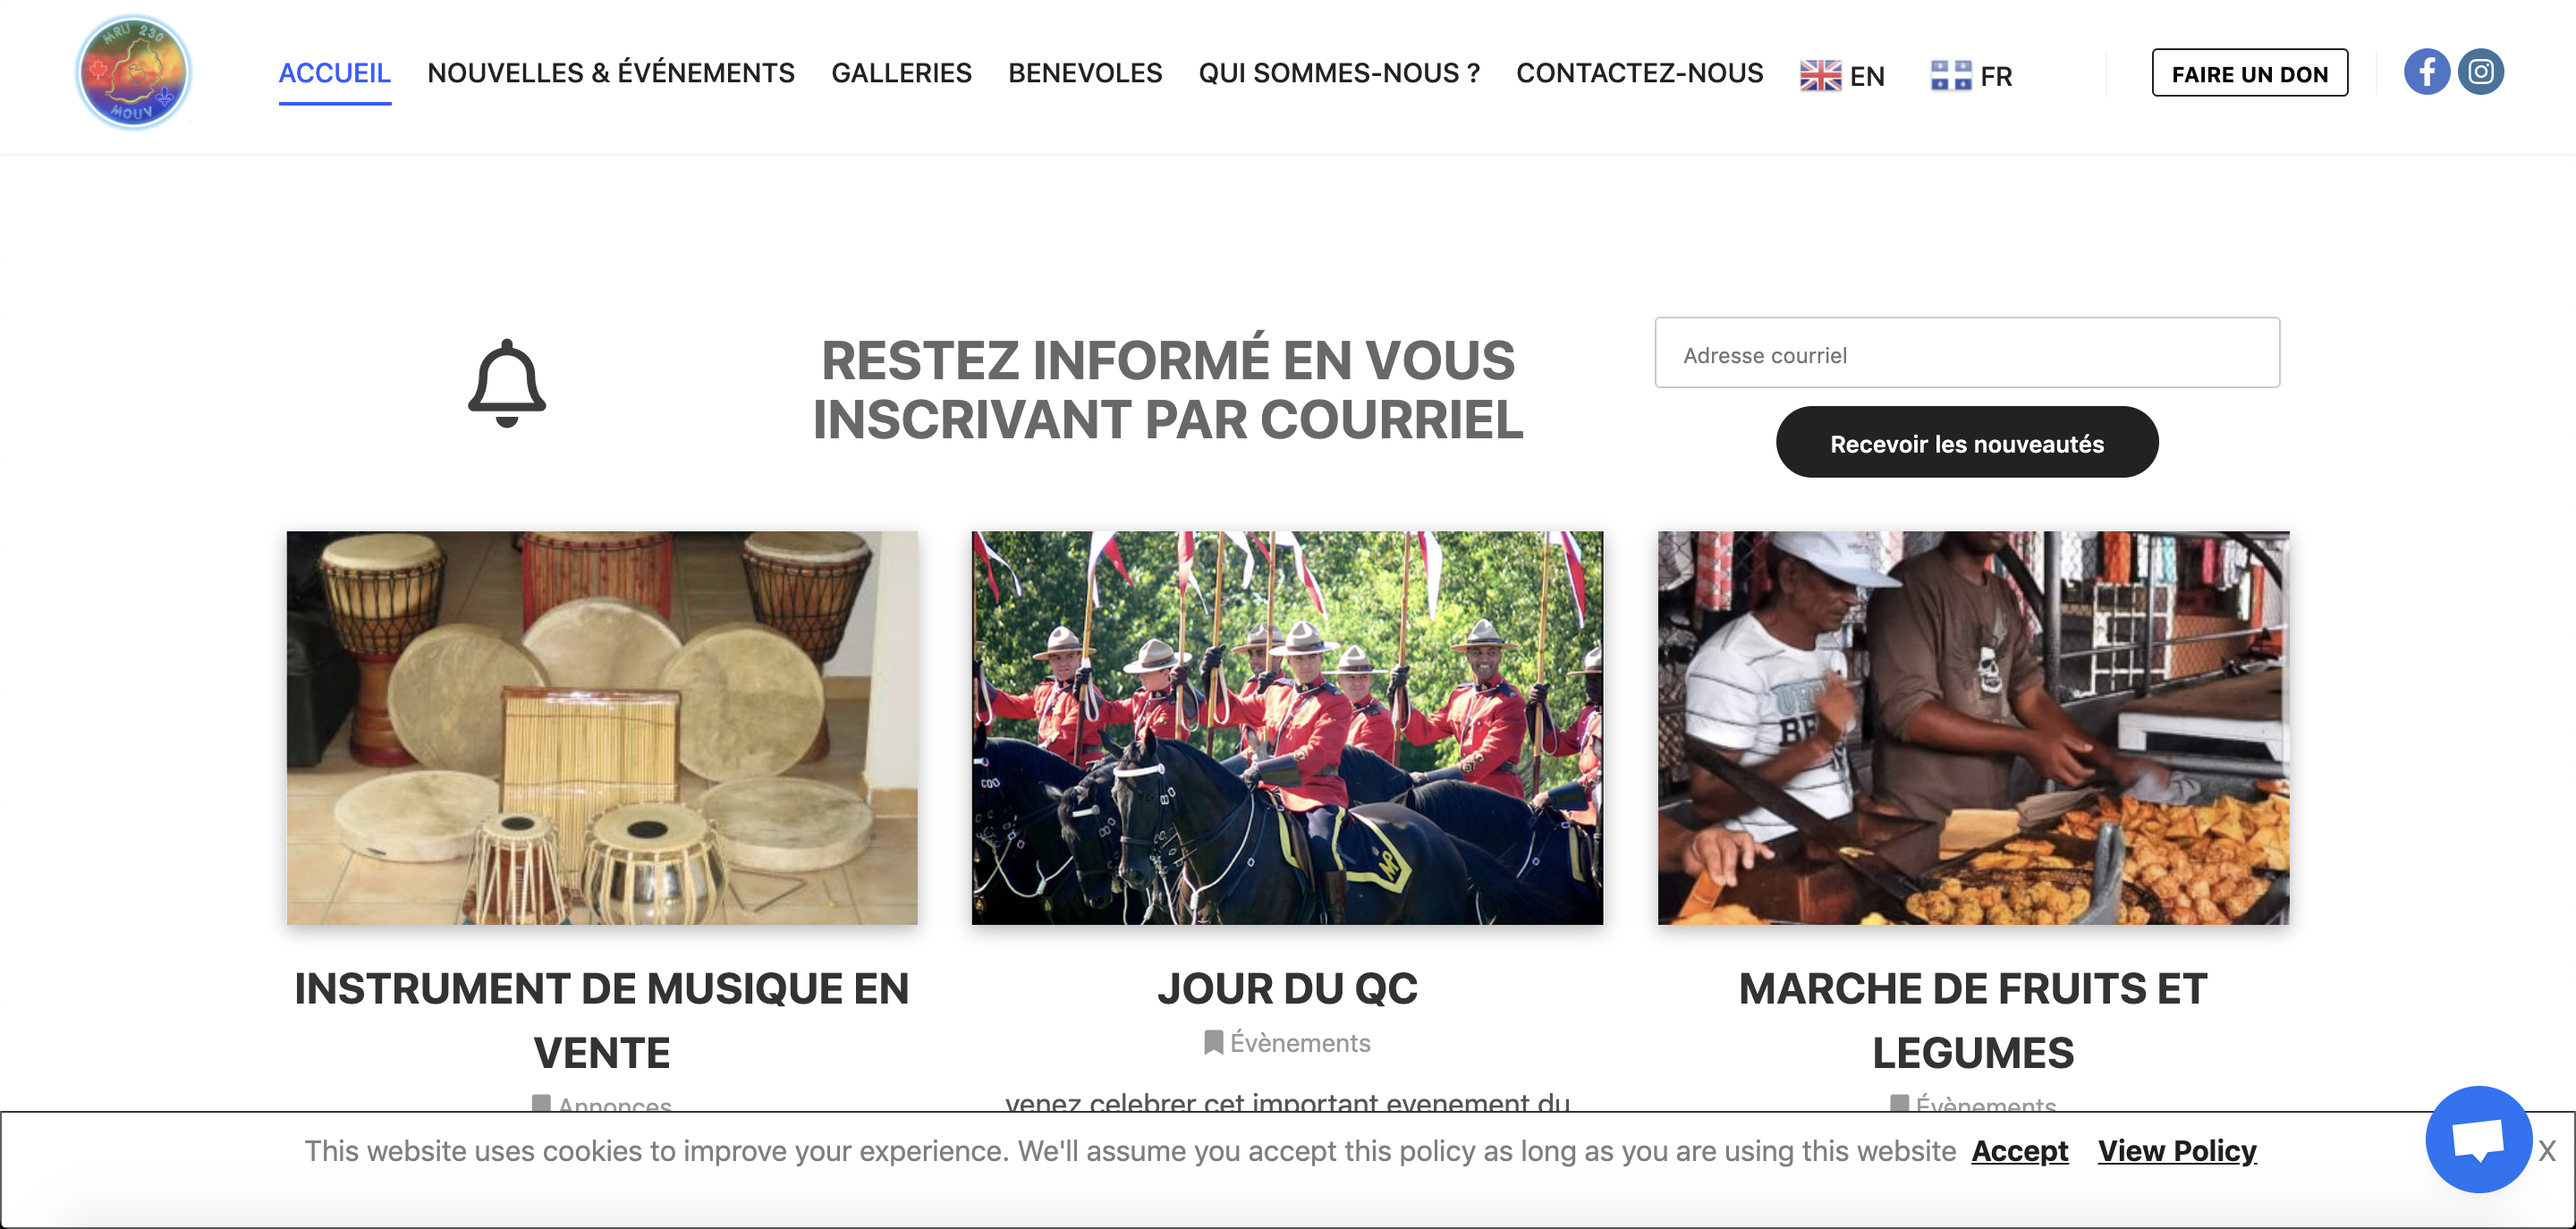 MRU 230
MOUV
ACCUEIL NOUVELLES & ÉVÉNEMENTS GALLERIES BENEVOLES QUI SOMMES-NOUS ? CONTACTEZ-NOUS EN FR FAIRE UN DON
RESTEZ INFORMÉ EN VOUS
INSCRIVANT PAR COURRIEL
Adresse courriel
Recevoir les nouveautés
MP
INSTRUMENT DE MUSIQUE EN
VENTE
Annonces
JOUR DU QC
Évènements
venez celebrer cet important evenement du
MARCHE DE FRUITS ET
LEGUMES
Évènements
This website uses cookies to improve your experience. We'll assume you accept this policy as long as you are using this website Accept View Policy X